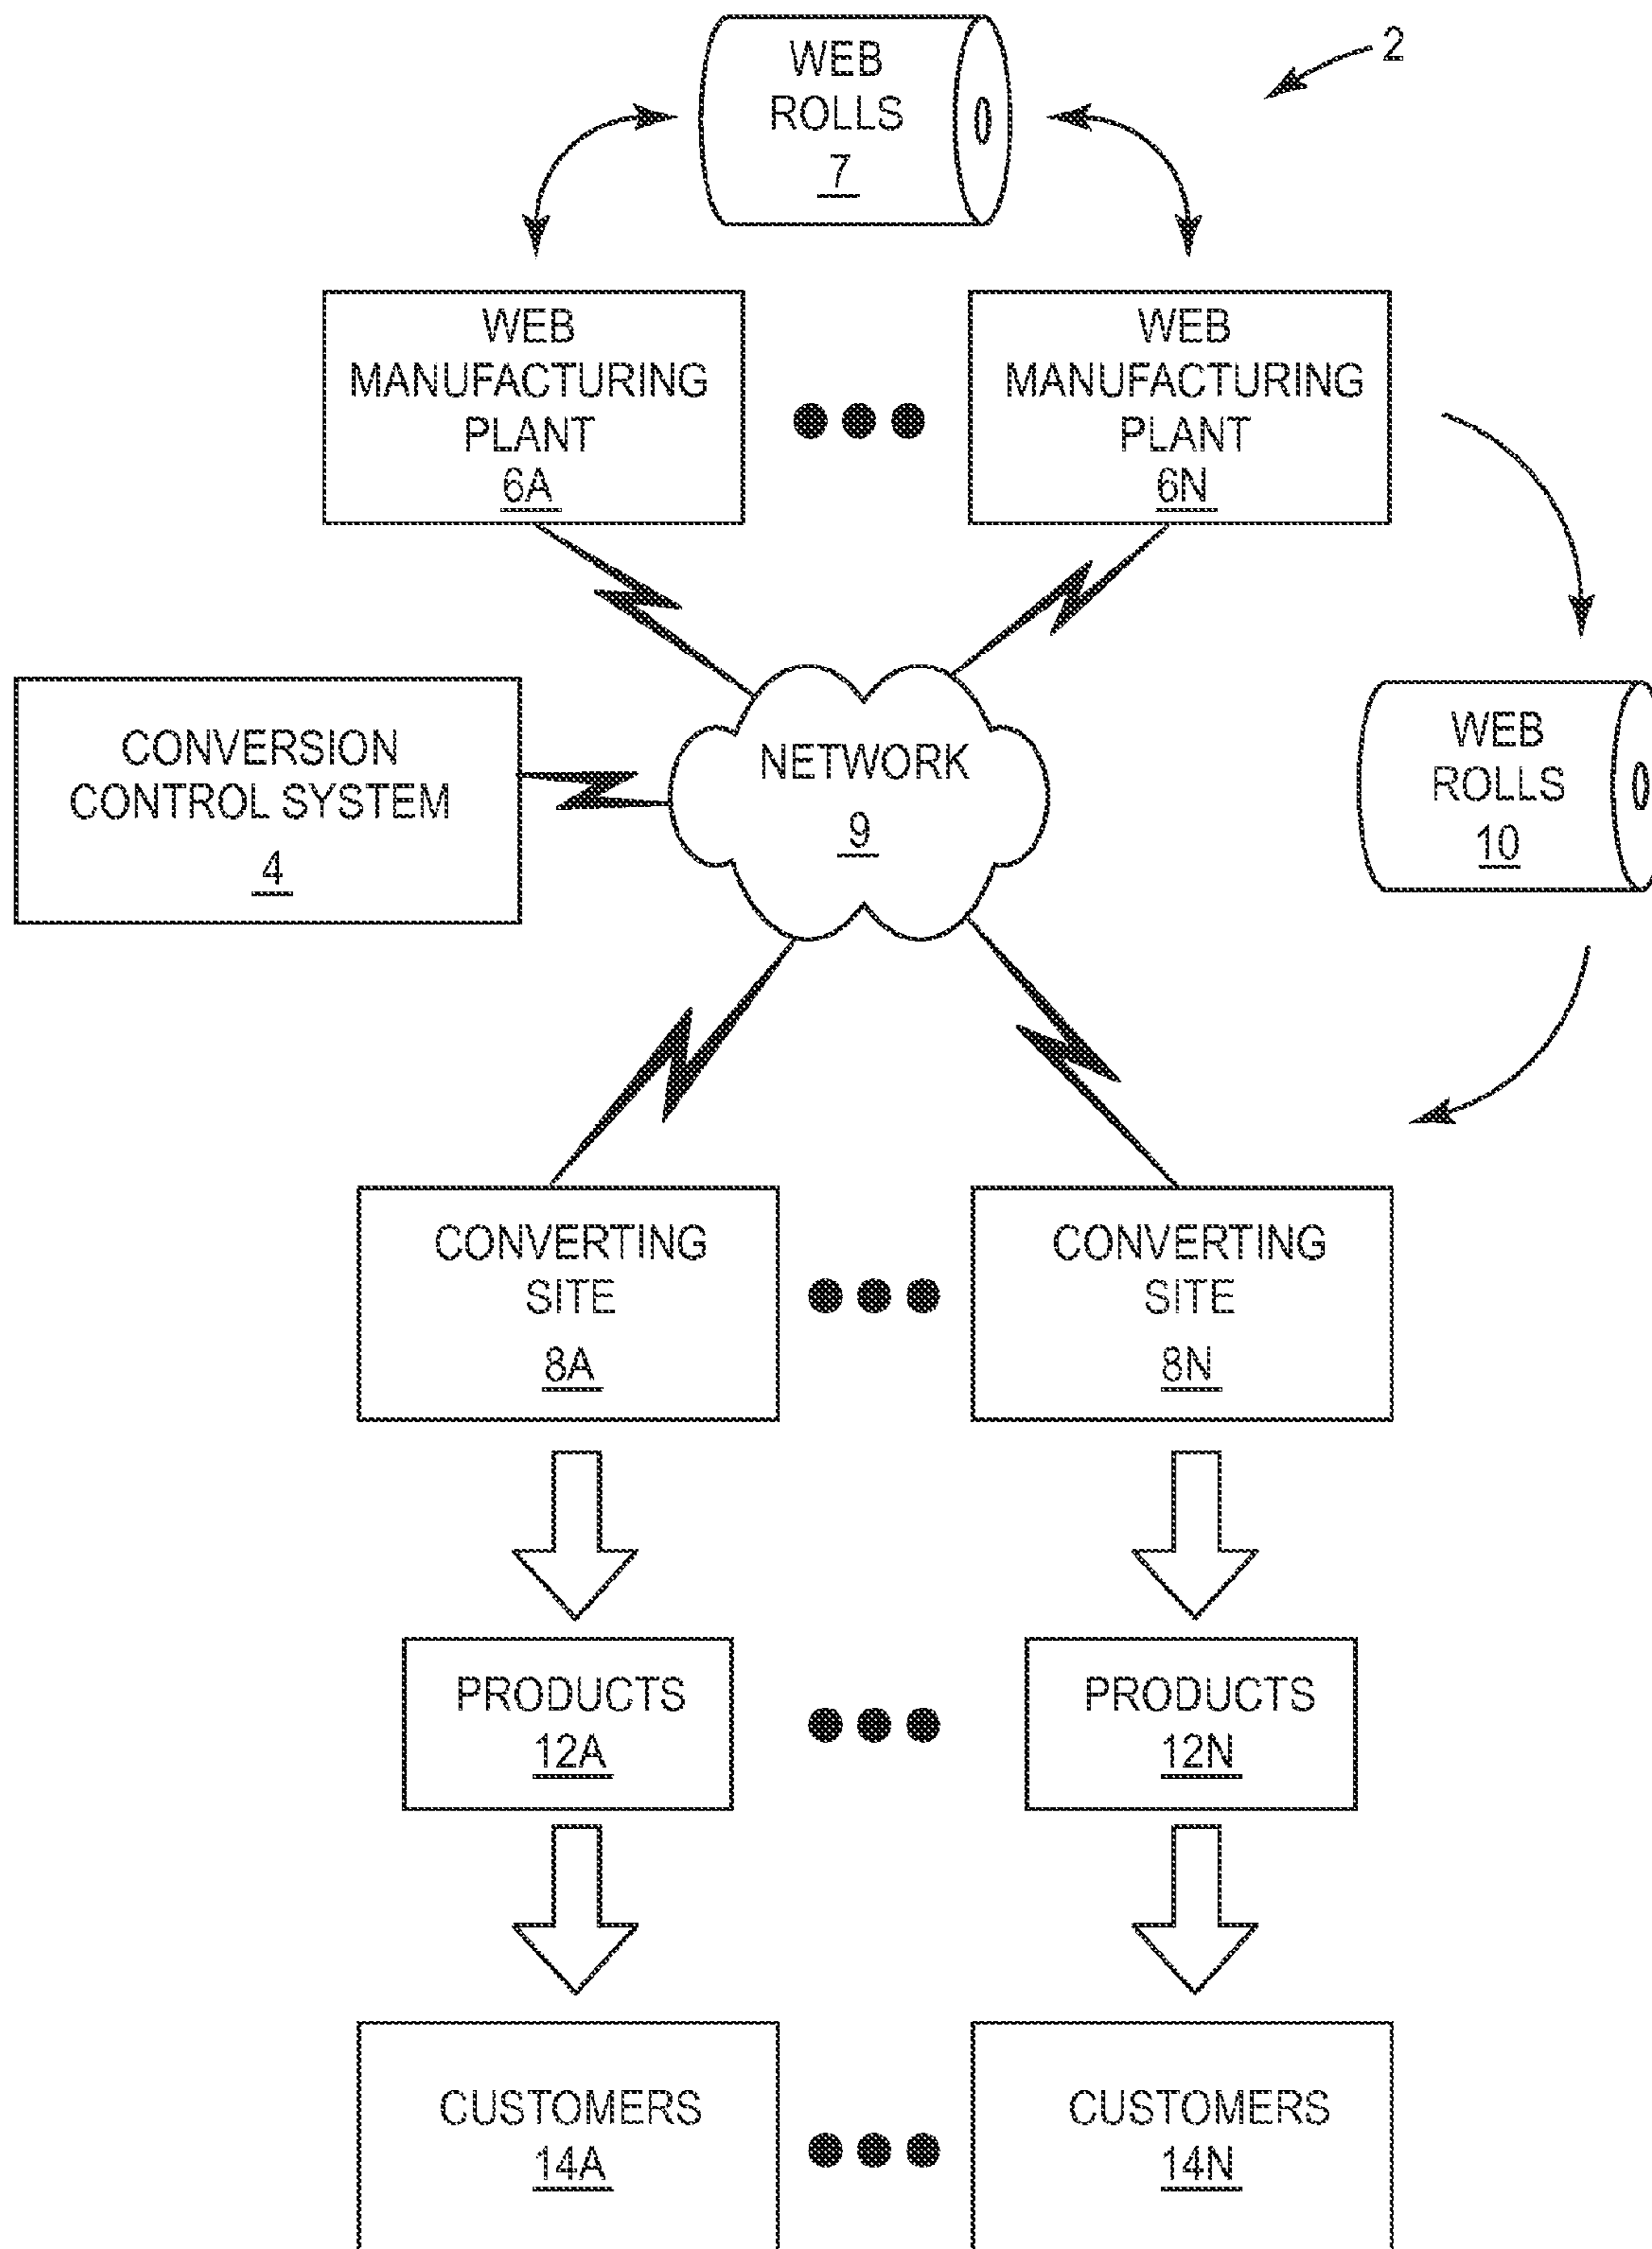 2
WEB
ROLLS
7
WEB
MANUFACTURING
PLANT
6A
WEB
MANUFACTURING
PLANT
6N
CONVERSION
CONTROL SYSTEM
4
NETWORK
9
WEB
ROLLS
10
CONVERTING
SITE
8A
CONVERTING
SITE
8N
PRODUCTS
12A
PRODUCTS
12N
CUSTOMERS
14A
CUSTOMERS
14N